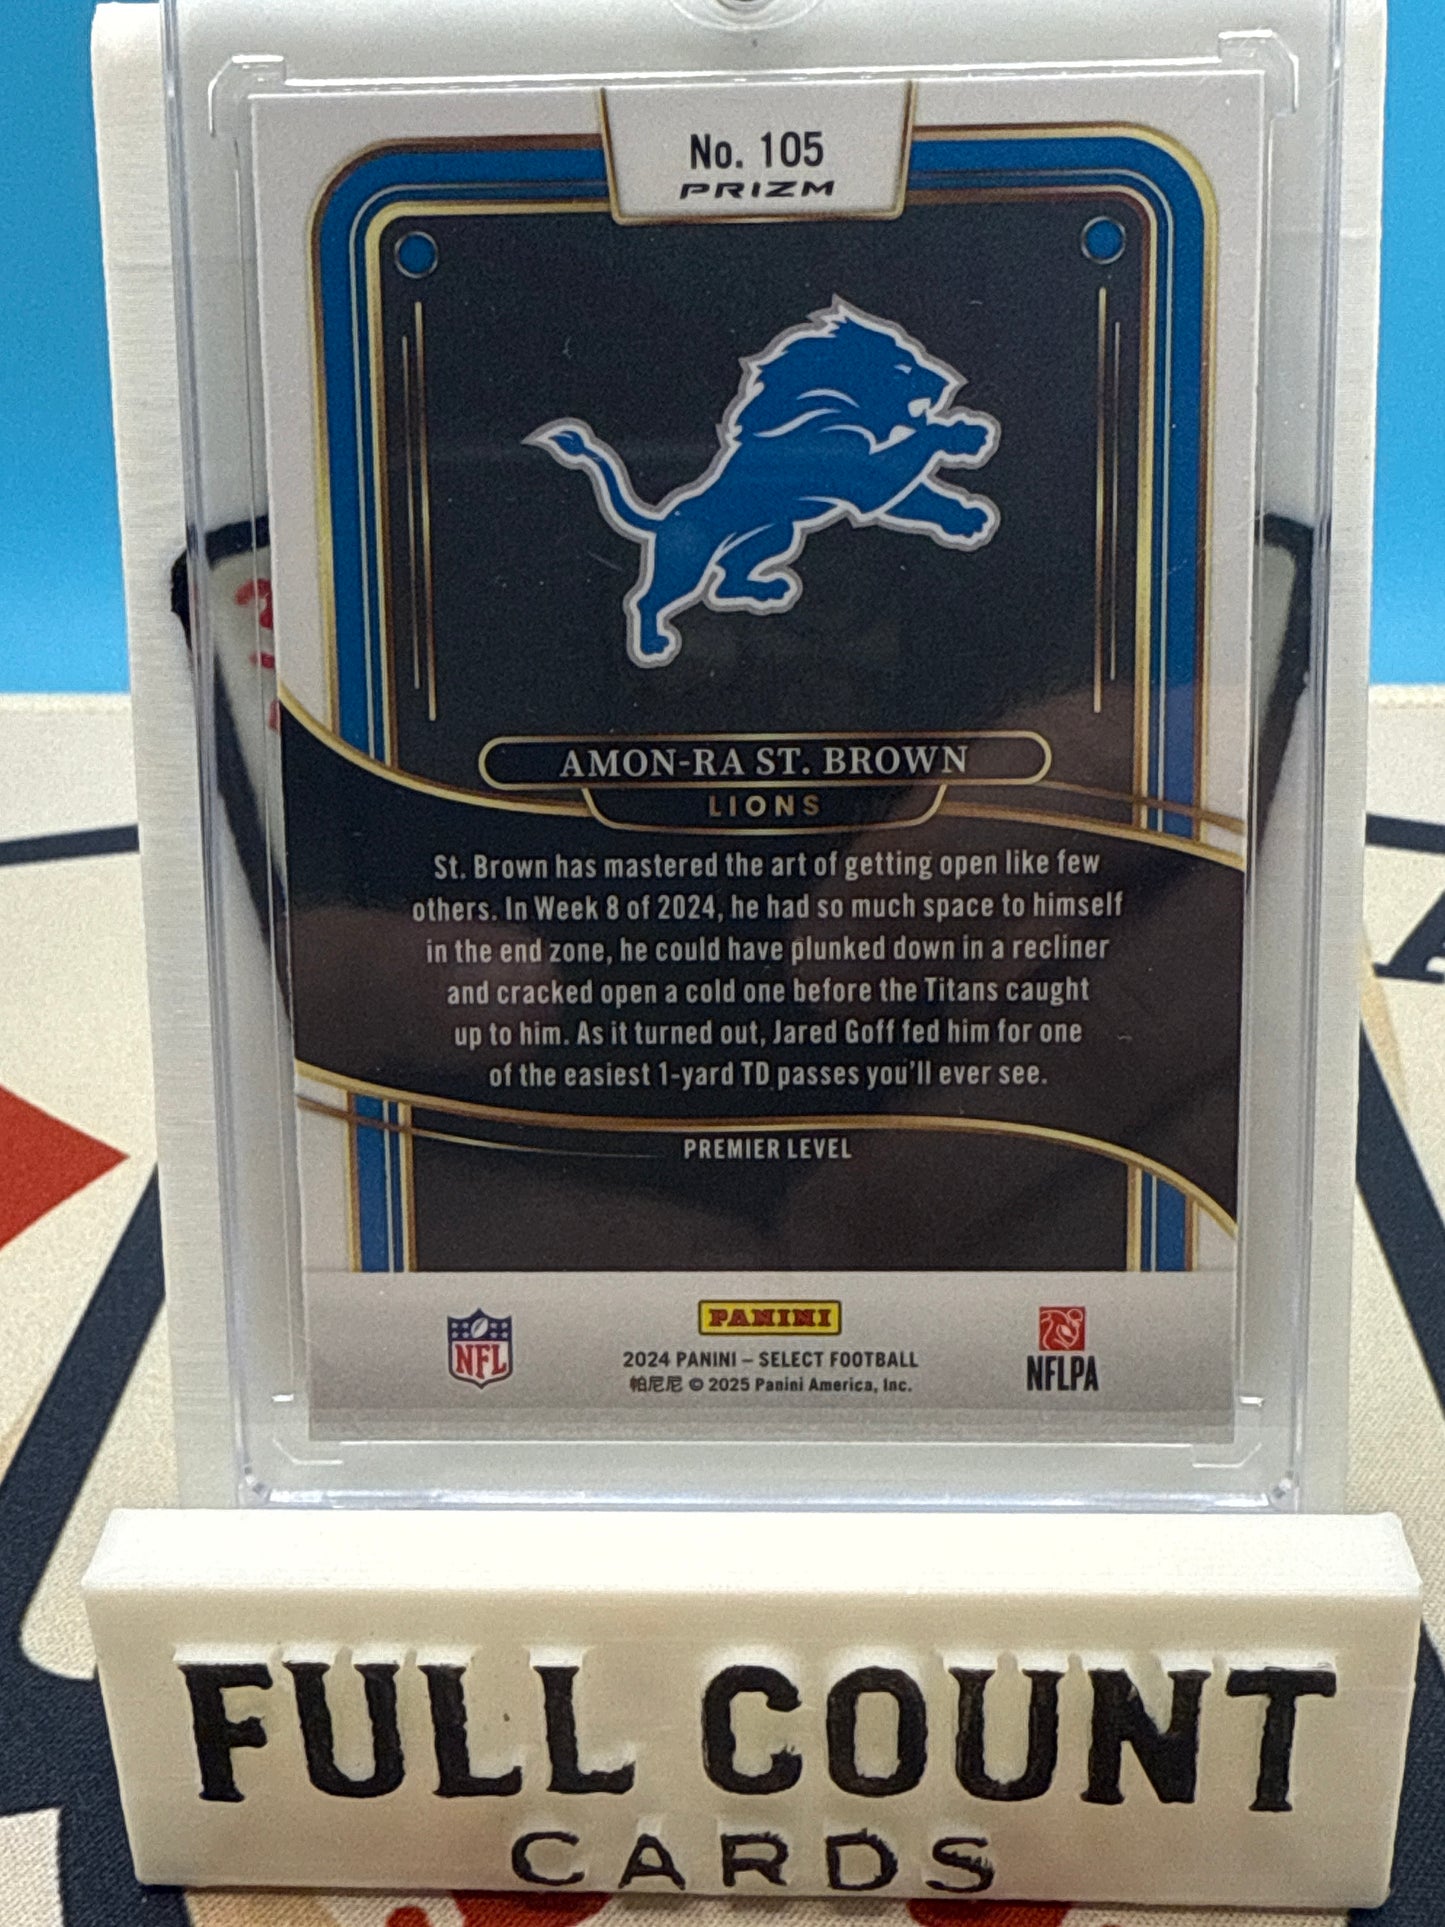 No. 105
PRIZM
AMON-RA ST. BROWN
LIONS
St. Brown has mastered the art of getting open like few
others. In Week 8 of 2024, he had so much space to himself
in the end zone, he could have plunked down in a recliner
and cracked open a cold one before the Titans caught
up to him. As it turned out, Jared Goff fed him for one
of the easiest 1-yard TD passes you'll ever see.
PREMIER LEVEL
NFL
PANINI
2024 PANINI – SELECT FOOTBALL
帕尼尼 © 2025 Panini America, Inc.
NFLPA
FULL COUNT
CARDS